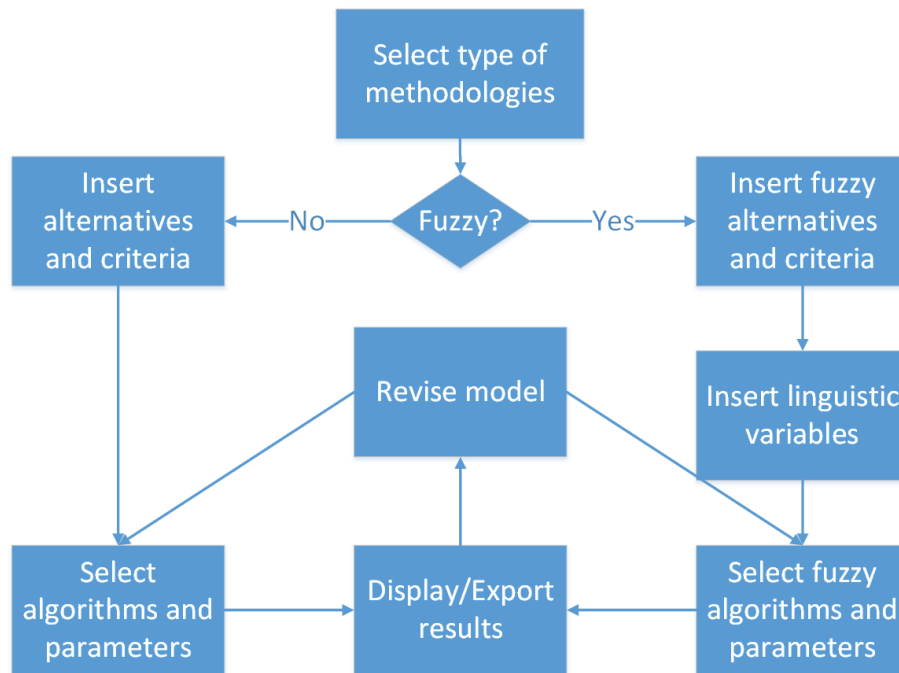 Select type of
methodologies
Insert
alternatives
and criteria
No
Fuzzy?
Yes
Insert fuzzy
alternatives
and criteria
Revise model
Insert linguistic
variables
Select
algorithms and
parameters
Display/Export
results
Select fuzzy
algorithms and
parameters